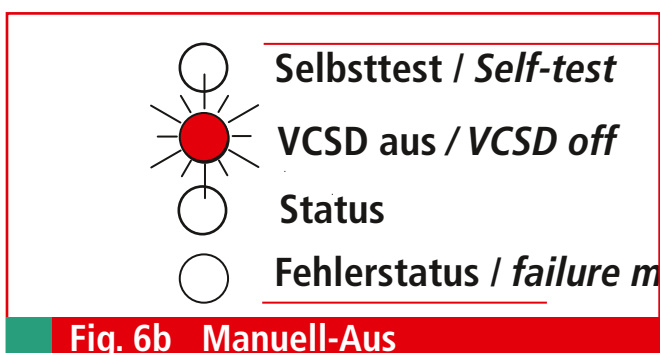 Selbsttest / Self-test
VCSD aus / VCSD off
Status
Fehlerstatus / failure m
Fig. 6b Manuell-Aus